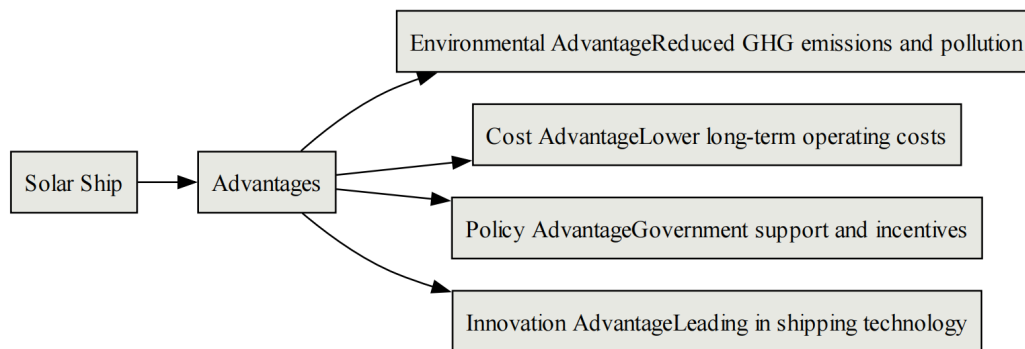 Environmental AdvantageReduced GHG emissions and pollution
Cost AdvantageLower long-term operating costs
Solar Ship
Advantages
Policy AdvantageGovernment support and incentives
Innovation AdvantageLeading in shipping technology